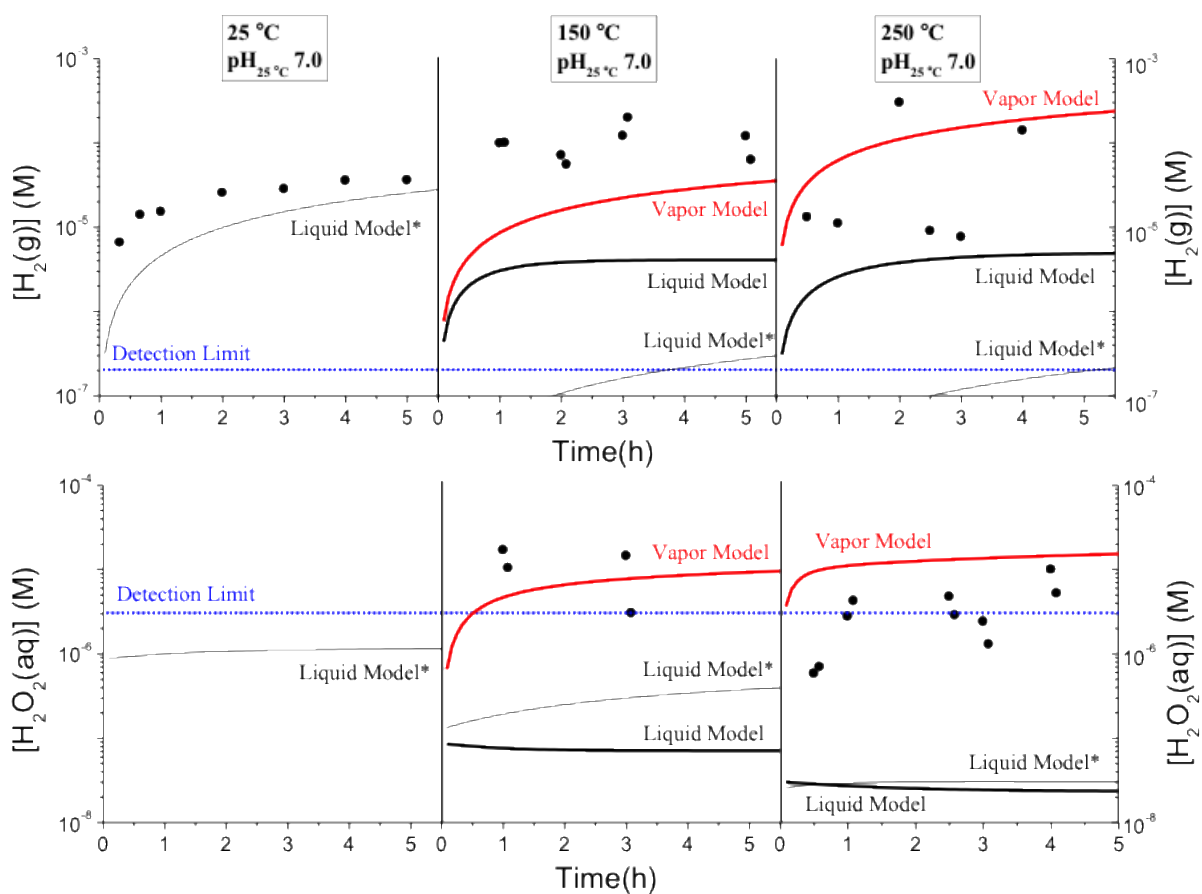 25 °C
pH25 °C 7.0
150 °C
pH25 °C 7.0
250 °C
pH25 °C 7.0
10-3
10-5
10-7
[H2(g)] (M)
Liquid Model*
Detection Limit
Vapor Model
Liquid Model
Liquid Model*
Vapor Model
Liquid Model
Liquid Model*
10-3
10-5
10-7
[H2(g)] (M)
0 1 2 3 4 5 0 1 2 3 4 5 0 1 2 3 4 5
Time(h)
10-4
10-6
10-8
[H2O2(aq)] (M)
Detection Limit
Liquid Model*
Vapor Model
Liquid Model*
Liquid Model
Vapor Model
Liquid Model*
Liquid Model
10-4
10-6
10-8
[H2O2(aq)] (M)
0 1 2 3 4 5 0 1 2 3 4 5 0 1 2 3 4 5
Time(h)